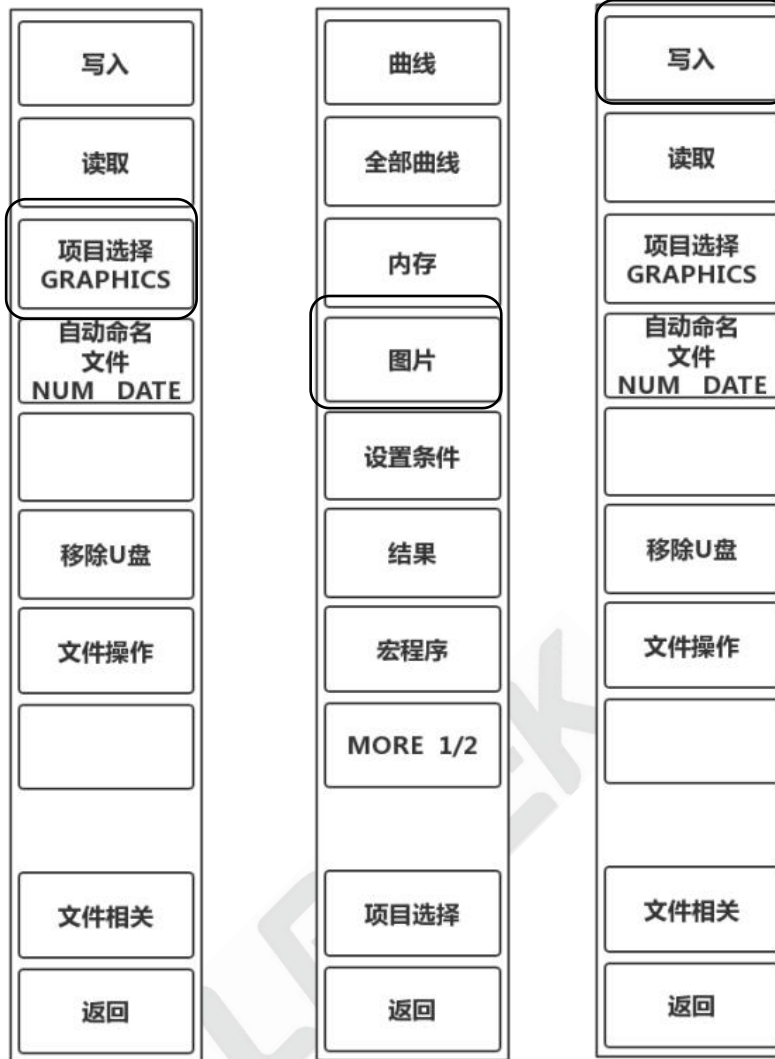 写入
读取
项目选择
GRAPHICS
自动命名
文件
NUM DATE
移除U盘
文件操作
文件相关
返回
曲线
全部曲线
内存
图片
设置条件
结果
宏程序
MORE 1/2
项目选择
返回
写入
读取
项目选择
GRAPHICS
自动命名
文件
NUM DATE
移除U盘
文件操作
文件相关
返回